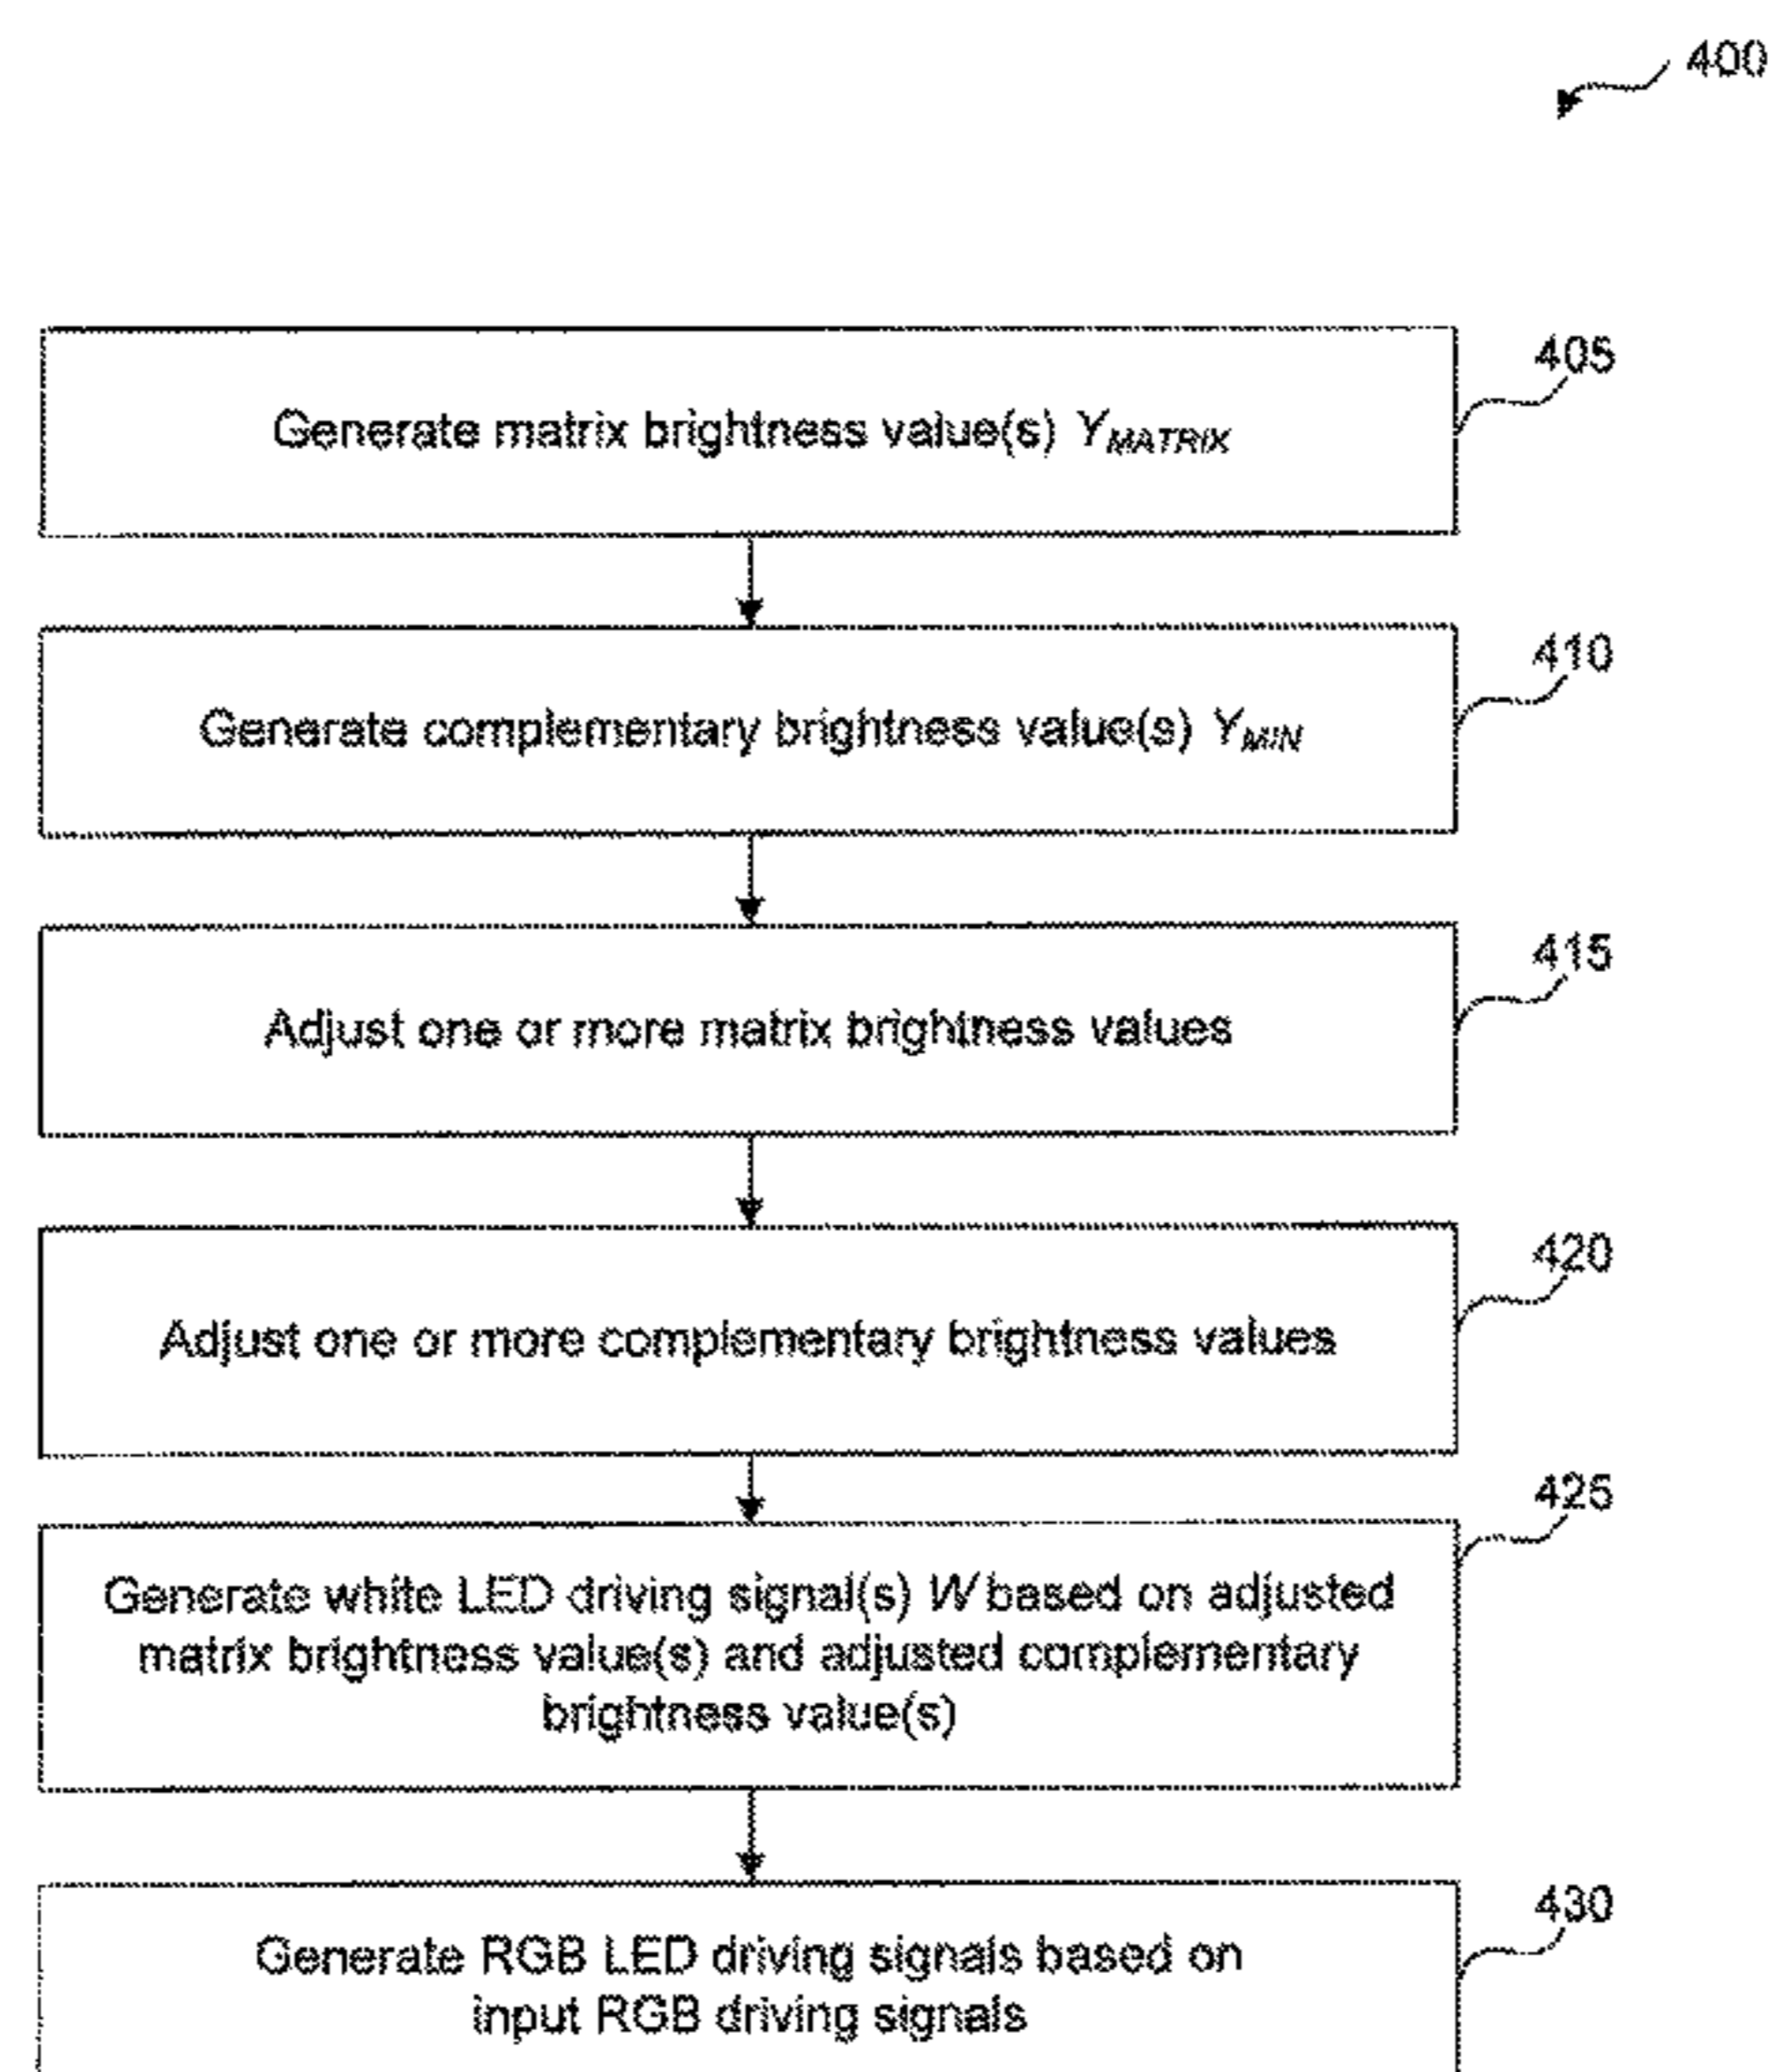 400
405
Generate matrix brightness value(s) YMATRIX
410
Generate complementary brightness value(s) YMIN
415
Adjust one or more matrix brightness values
420
Adjust one or more complementary brightness values
425
Generate white LED driving signal(s) W based on adjusted
matrix brightness value(s) and adjusted complementary
brightness value(s)
430
Generate RGB LED driving signals based on
input RGB driving signals